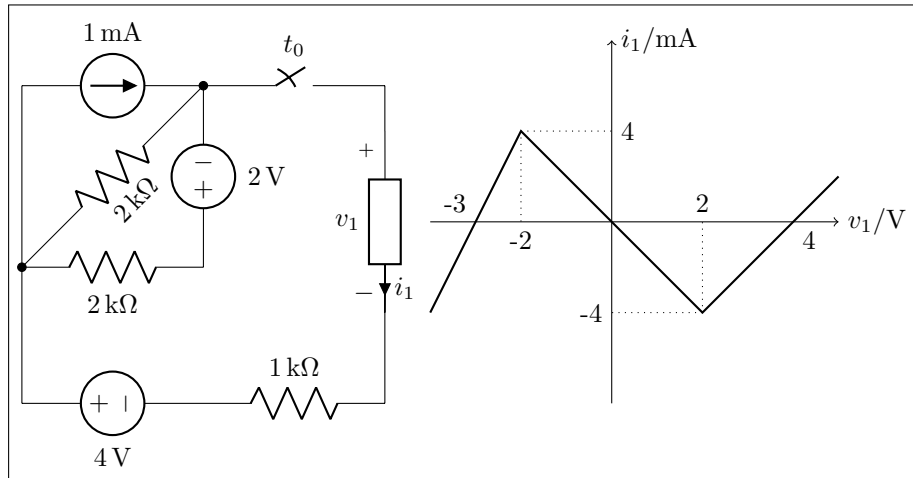 1 mA
t0
i1/mA
+
4
− +
2 V
2 kΩ
v1
-3
2
v1/V
-2
4
2 kΩ
− i1
-4
1 kΩ
+ −
4 V